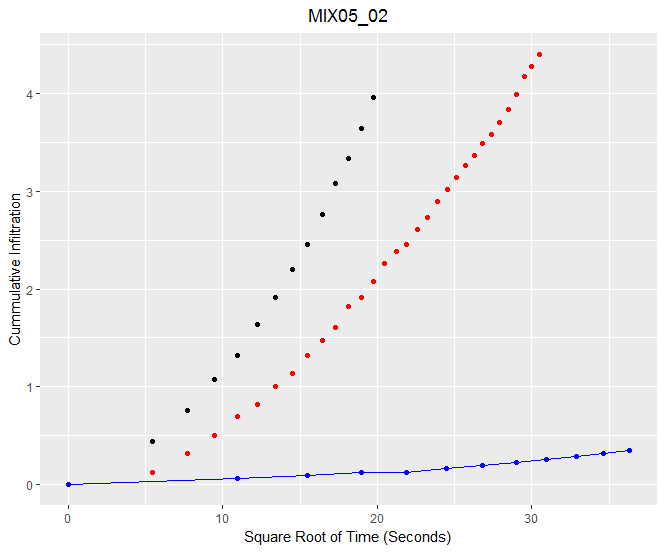 MIX05_02
Cummulative Infiltration
4
3
2
1
0
0 10 20 30
Square Root of Time (Seconds)